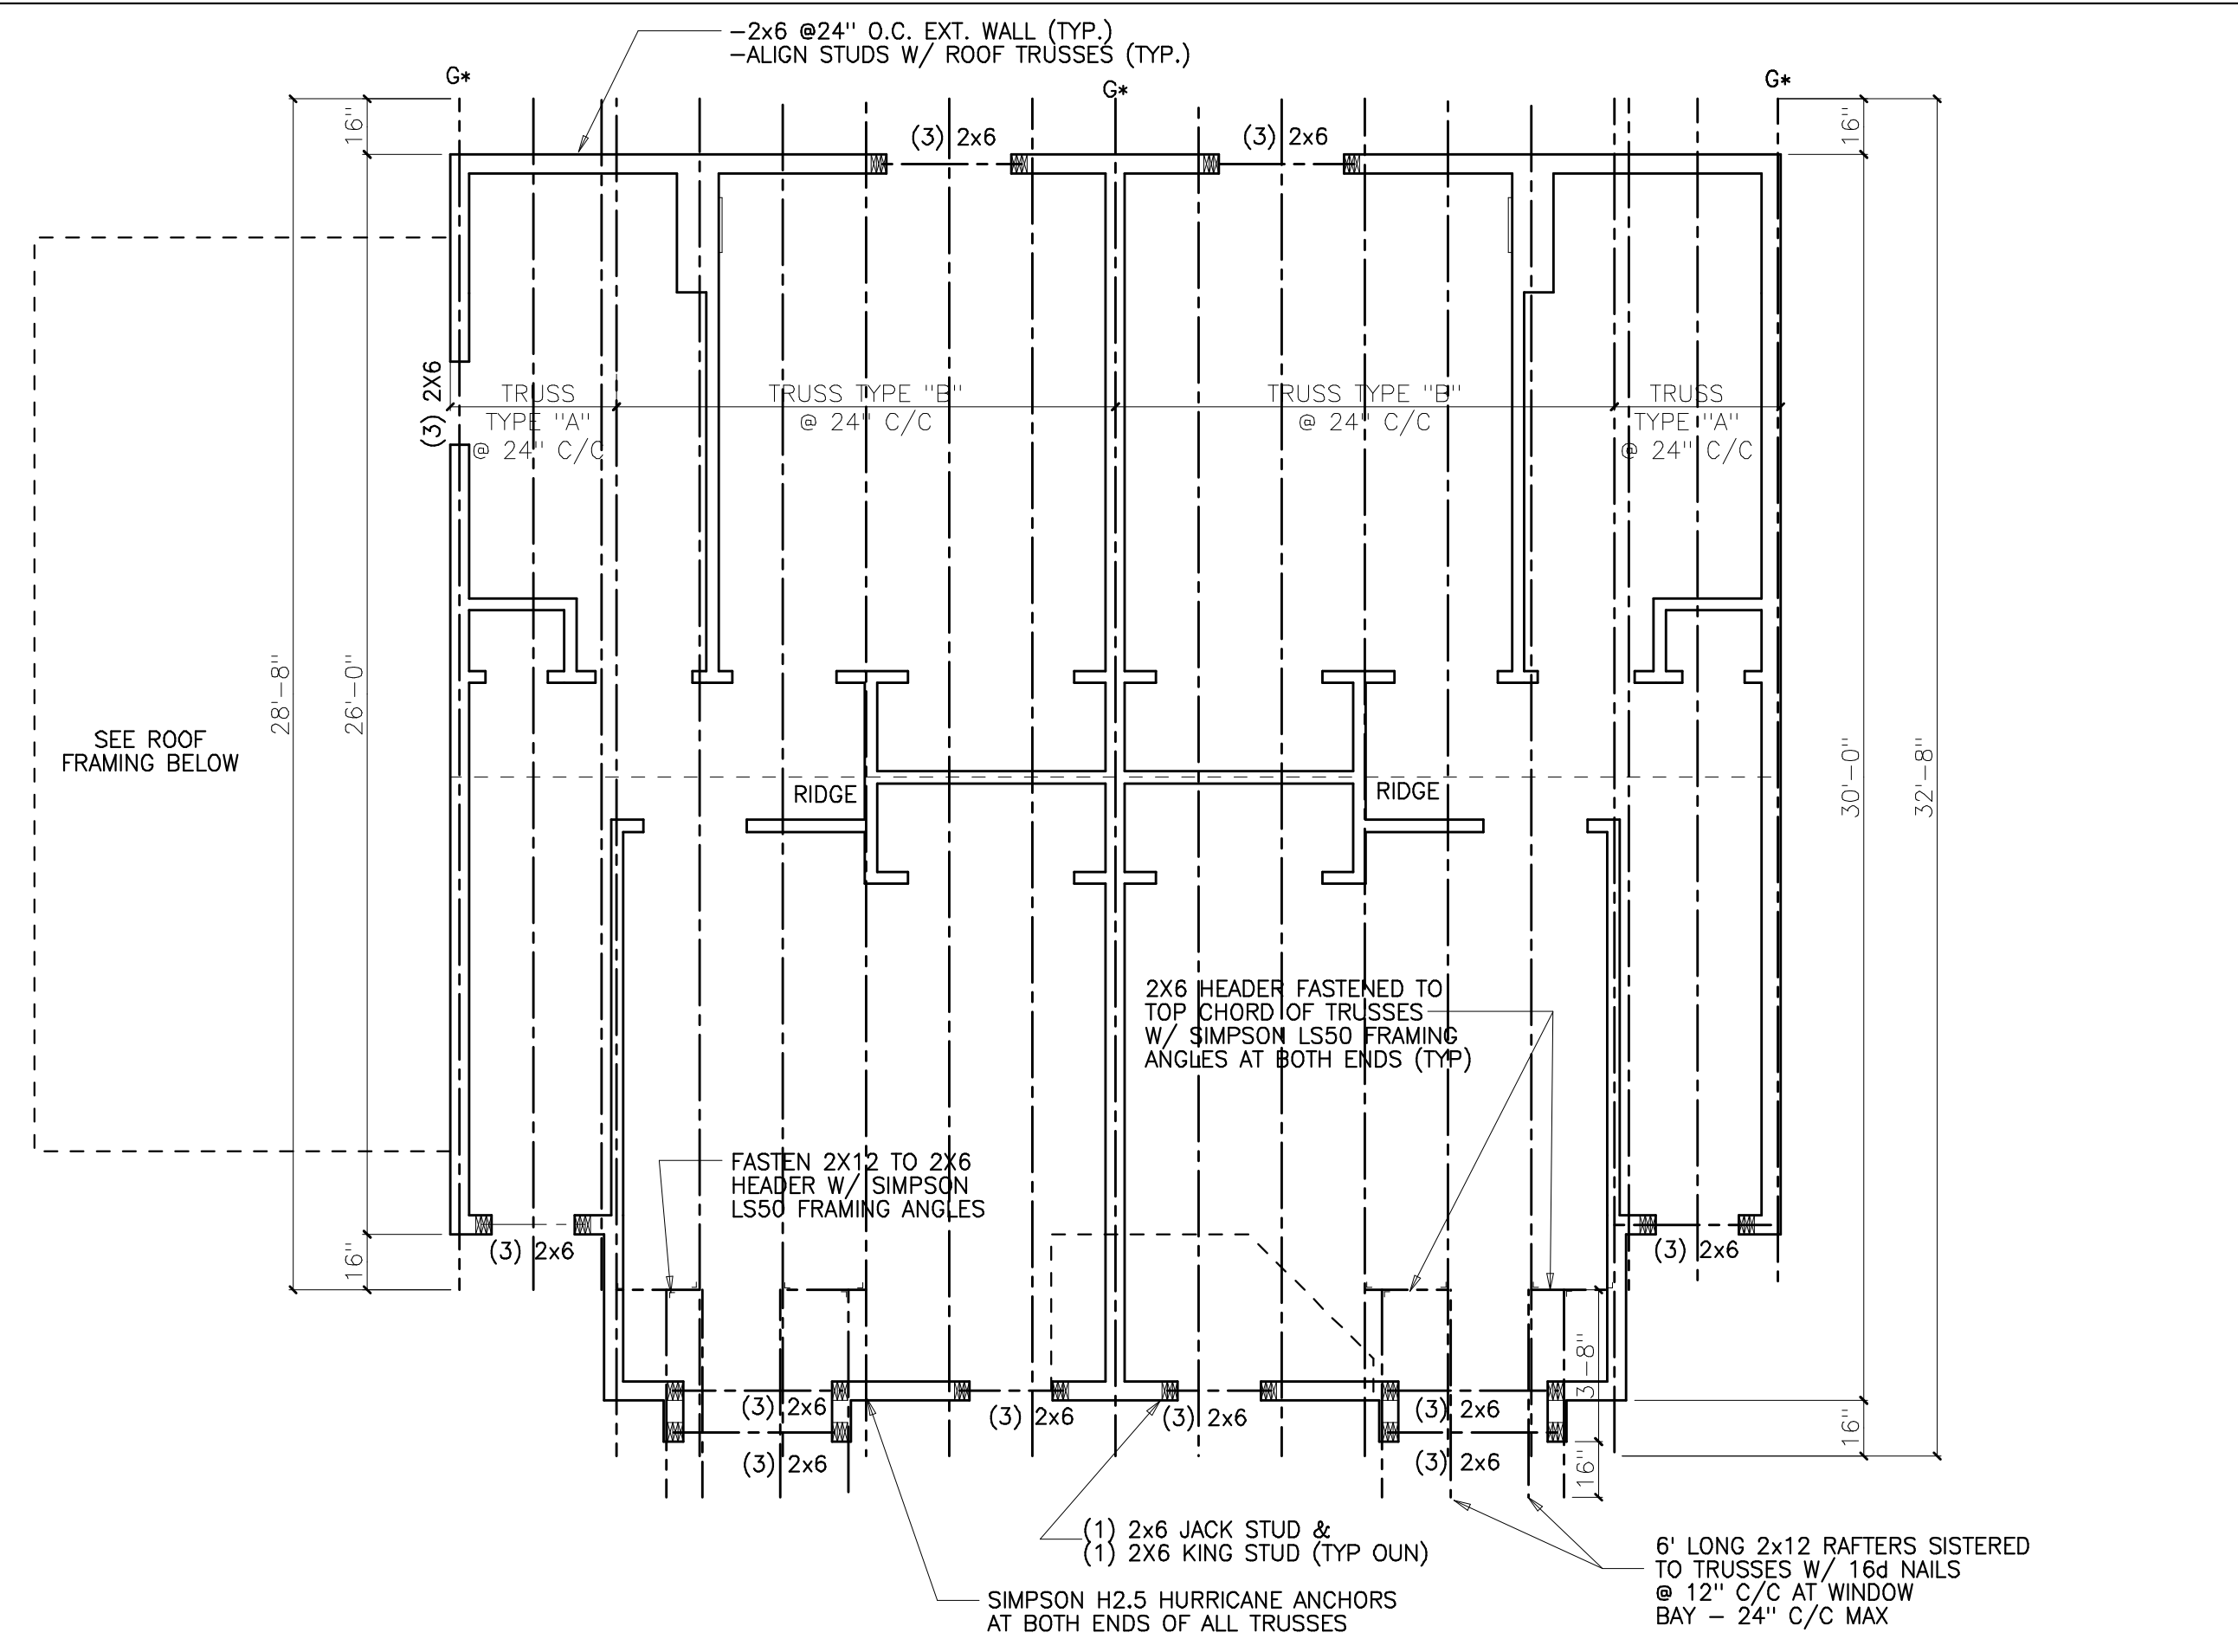 -2x6 @24" O.C. EXT. WALL (TYP.)
-ALIGN STUDS W/ ROOF TRUSSES (TYP.)
G*
G*
G*
16"
16"
(3) 2x6
(3) 2x6
(3) 2X6
TRUSS
TYPE "A"
@ 24" C/C
TRUSS TYPE "B"
@ 24" C/C
TRUSS TYPE "B"
@ 24" C/C
TRUSS
TYPE "A"
@ 24" C/C
28'-8"
26'-0"
SEE ROOF
FRAMING BELOW
RIDGE
RIDGE
30'-0"
32'-8"
2X6 HEADER FASTENED TO
TOP CHORD OF TRUSSES
W/ SIMPSON LS50 FRAMING
ANGLES AT BOTH ENDS (TYP)
FASTEN 2X12 TO 2X6
HEADER W/ SIMPSON
LS50 FRAMING ANGLES
16"
(3) 2x6
(3) 2x6
3'-8"
(3) 2x6
(3) 2x6
(3) 2x6
(3) 2x6
16"
(3) 2x6
(3) 2x6
16"
(1) 2x6 JACK STUD &
(1) 2X6 KING STUD (TYP OUN)
6' LONG 2x12 RAFTERS SISTERED
TO TRUSSES W/ 16d NAILS
@ 12" C/C AT WINDOW
BAY - 24" C/C MAX
SIMPSON H2.5 HURRICANE ANCHORS
AT BOTH ENDS OF ALL TRUSSES